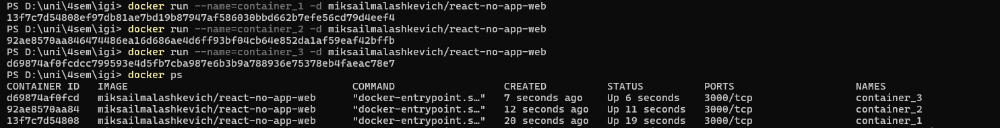 PS D:\uni\4sem\igi> docker run --name=container_1 -d miksailmalashkevich/react-no-app-web
13f7c7d54808ef97db81ae7bd19b87947af586030bbd662b7efe56cd79d4eef4
PS D:\uni\4sem\igi> docker run --name=container_2 -d miksailmalashkevich/react-no-app-web
92ae8570aa846474486ea16d686ae4d6ff93bf04cb64e852da1af59eaf42bffb
PS D:\uni\4sem\igi> docker run --name=container_3 -d miksailmalashkevich/react-no-app-web
d69874af0fcdcc799593e4d5fb7cba987e6b3b9a788936e75378eb4faeac78e7
PS D:\uni\4sem\igi> docker ps
CONTAINER ID   IMAGE                                  COMMAND                  CREATED          STATUS          PORTS      NAMES
d69874af0fcd   miksailmalashkevich/react-no-app-web   "docker-entrypoint.s…"   7 seconds ago    Up 6 seconds    3000/tcp   container_3
92ae8570aa84   miksailmalashkevich/react-no-app-web   "docker-entrypoint.s…"   12 seconds ago   Up 11 seconds   3000/tcp   container_2
13f7c7d54808   miksailmalashkevich/react-no-app-web   "docker-entrypoint.s…"   20 seconds ago   Up 19 seconds   3000/tcp   container_1